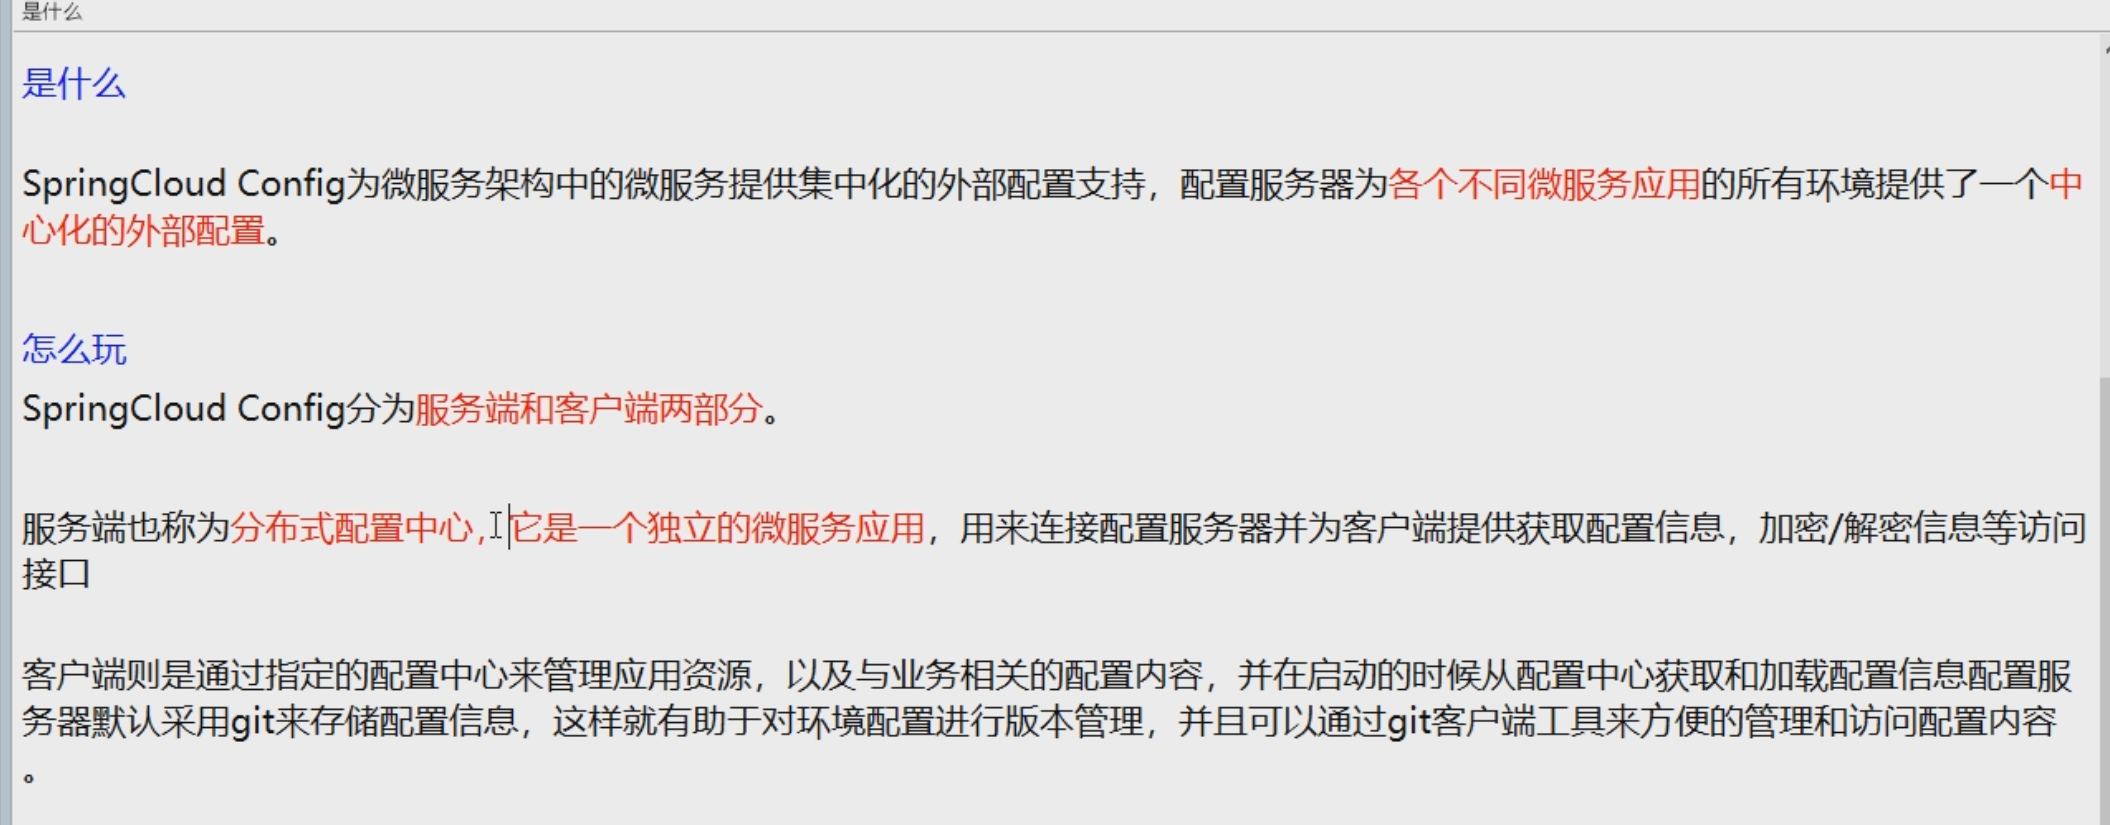 是什么
是什么
SpringCloud Config为微服务架构中的微服务提供集中化的外部配置支持，配置服务器为各个不同微服务应用的所有环境提供了一个中
心化的外部配置。
怎么玩
SpringCloud Config分为服务端和客户端两部分。
服务端也称为分布式配置中心，它是一个独立的微服务应用，用来连接配置服务器并为客户端提供获取配置信息，加密/解密信息等访问
接口
客户端则是通过指定的配置中心来管理应用资源，以及与业务相关的配置内容，并在启动的时候从配置中心获取和加载配置信息配置服
务器默认采用git来存储配置信息，这样就有助于对环境配置进行版本管理，并且可以通过git客户端工具来方便的管理和访问配置内容
。